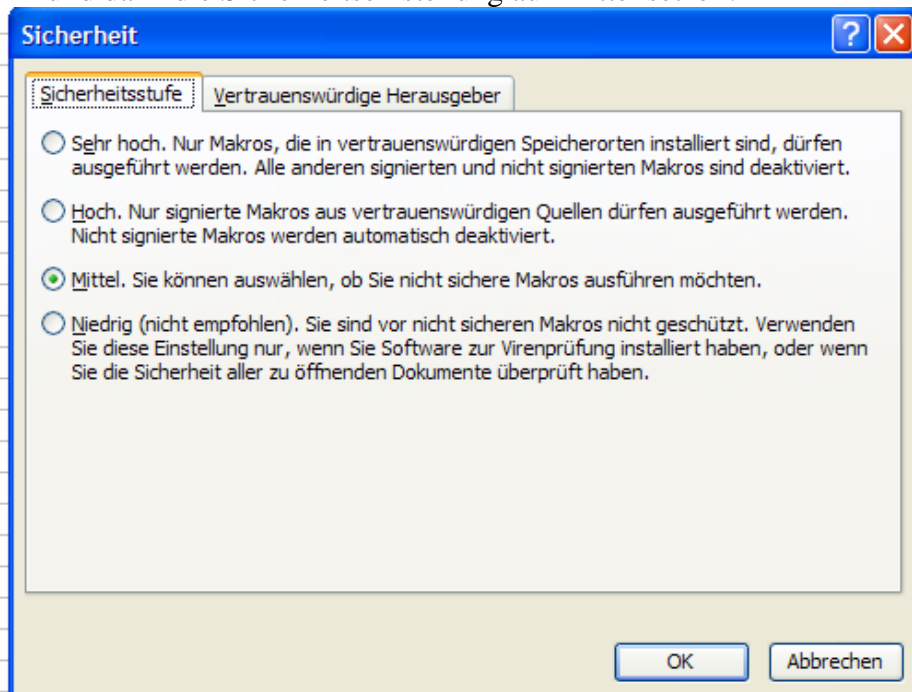 Sicherheit
Sicherheitsstufe
Vertrauenswürdige Herausgeber
Sehr hoch. Nur Makros, die in vertrauenswürdigen Speicherorten installiert sind, dürfen
ausgeführt werden. Alle anderen signierten und nicht signierten Makros sind deaktiviert.
Hoch. Nur signierte Makros aus vertrauenswürdigen Quellen dürfen ausgeführt werden.
Nicht signierte Makros werden automatisch deaktiviert.
Mittel. Sie können auswählen, ob Sie nicht sichere Makros ausführen möchten.
Niedrig (nicht empfohlen). Sie sind vor nicht sicheren Makros nicht geschützt. Verwenden
Sie diese Einstellung nur, wenn Sie Software zur Virenprüfung installiert haben, oder wenn
Sie die Sicherheit aller zu öffnenden Dokumente überprüft haben.
OK
Abbrechen